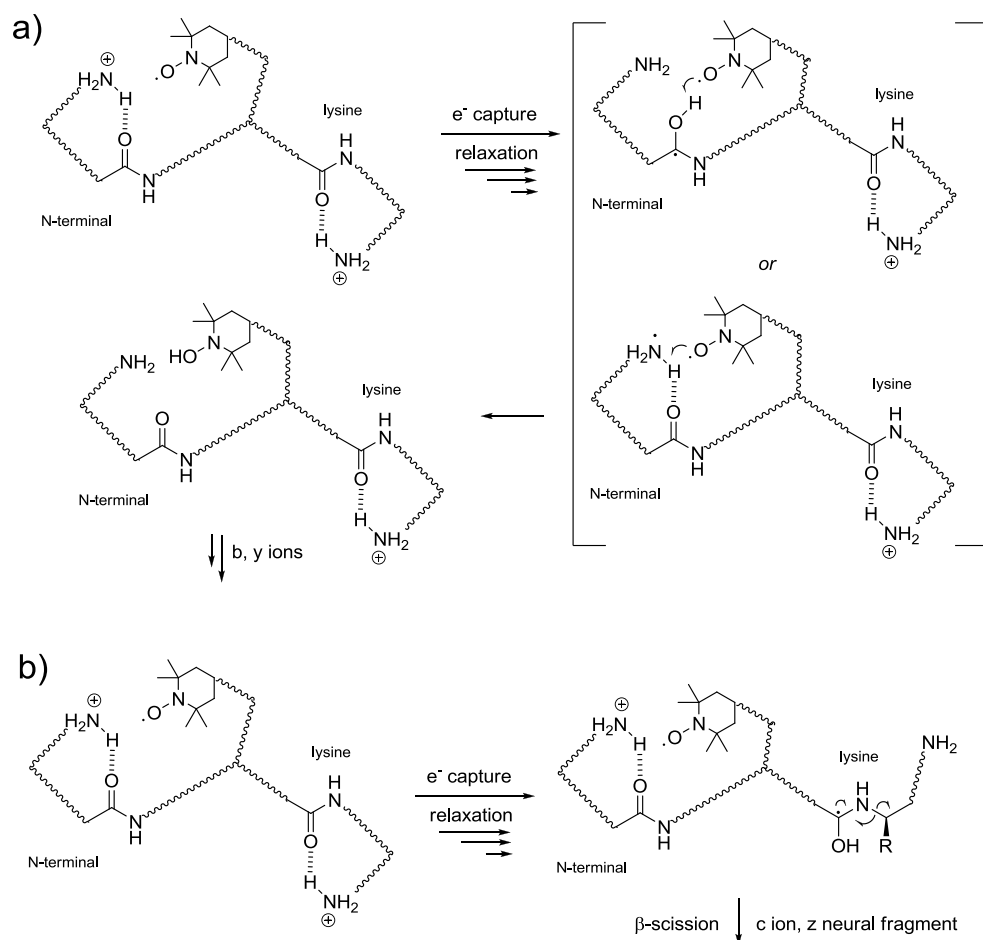 a)
H₂N
⊕
H
O
N
H
N-terminal
·O
N
lysine
H
N
O
H
NH₂
⊕
e⁻ capture
relaxation
NH₂
H
·O
N
O
·
N
H
N-terminal
lysine
H
N
O
H
NH₂
⊕
or
HO
N
NH₂
O
N
H
N-terminal
lysine
H
N
O
H
NH₂
⊕
H₂N
·
H
·O
N
O
N
H
N-terminal
lysine
H
N
O
H
NH₂
⊕
b, y ions
b)
⊕
H₂N
H
·O
N
O
N
H
N-terminal
lysine
H
N
O
H
NH₂
⊕
e⁻ capture
relaxation
⊕
H₂N
H
·O
N
O
N
H
N-terminal
lysine
H
N
·
OH
R
NH₂
β-scission
c ion, z neural fragment